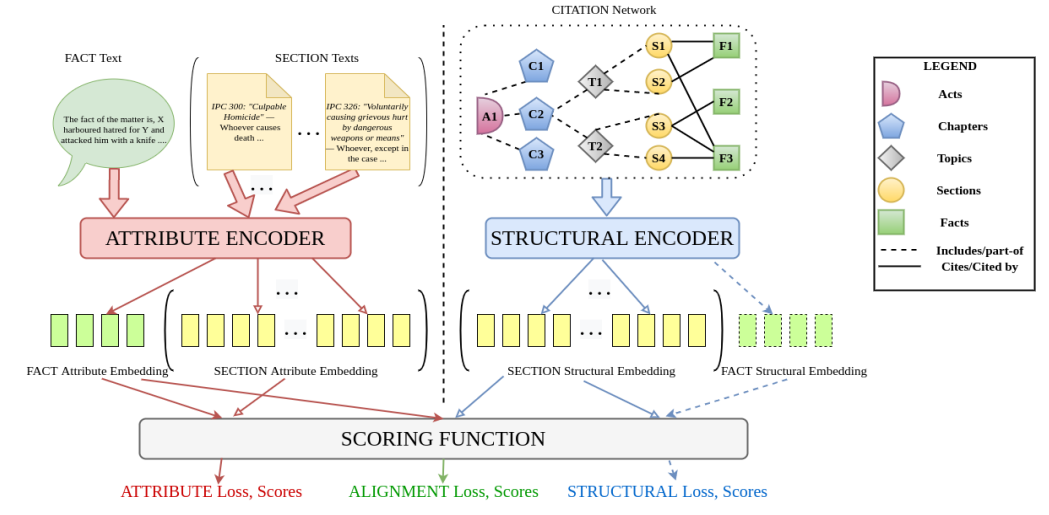 CITATION Network
FACT Text
SECTION Texts
The fact of the matter is, X
harboured hatred for Y and
attacked him with a knife ....
IPC 300: "Culpable
Homicide" —
Whoever causes
death ...
...
IPC 326: "Voluntarily
causing grievous hurt
by dangerous
weapons or means"
— Whoever, except in
the case ...
...
A1
C1
C2
C3
T1
T2
S1
S2
S3
S4
F1
F2
F3
LEGEND
Acts
Chapters
Topics
Sections
Facts
Includes/part-of
Cites/Cited by
ATTRIBUTE ENCODER
STRUCTURAL ENCODER
...
...
...
...
FACT Attribute Embedding
SECTION Attribute Embedding
SECTION Structural Embedding
FACT Structural Embedding
SCORING FUNCTION
ATTRIBUTE Loss, Scores
ALIGNMENT Loss, Scores
STRUCTURAL Loss, Scores